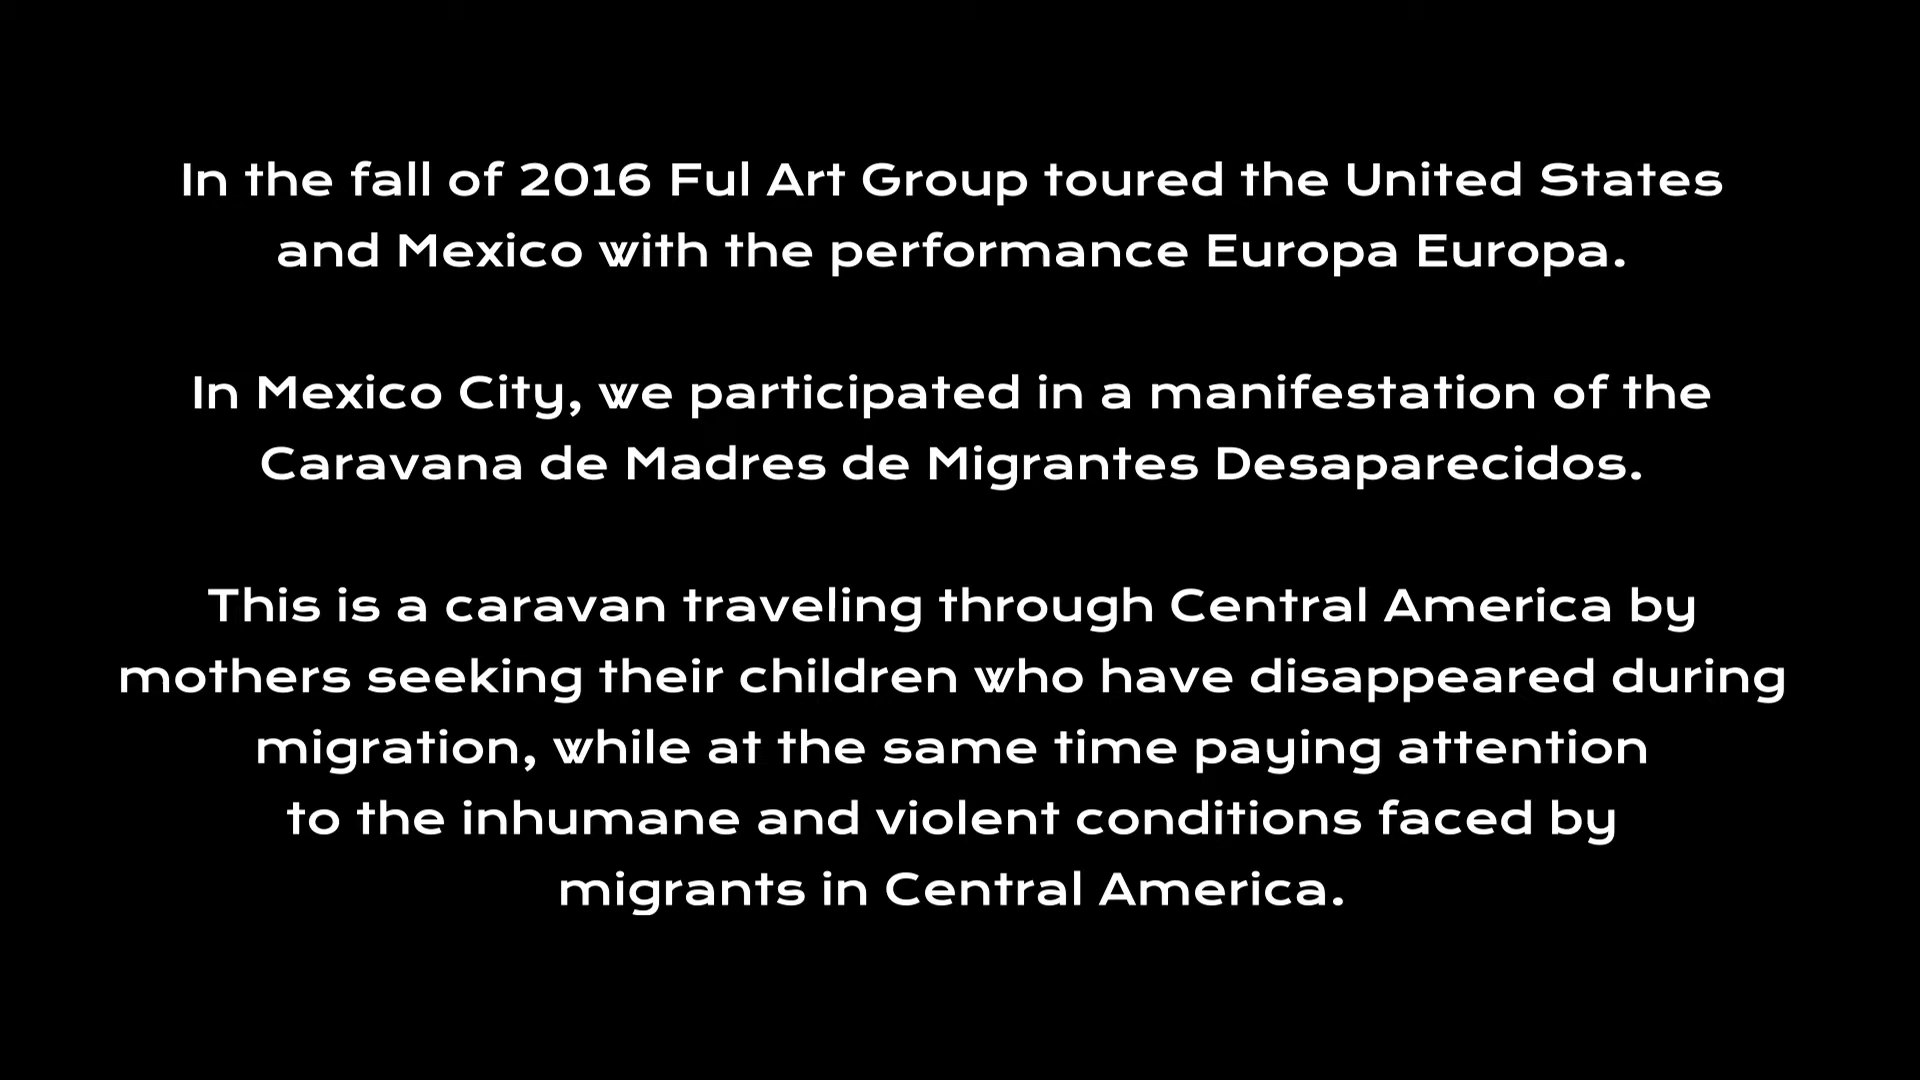 In the fall of 2016 Ful Art Group toured the United States
and Mexico with the performance Europa Europa.
In Mexico City, we participated in a manifestation of the
Caravana de Madres de Migrantes Desaparecidos.
This is a caravan traveling through Central America by
mothers seeking their children who have disappeared during
migration, while at the same time paying attention
to the inhumane and violent conditions faced by
migrants in Central America.